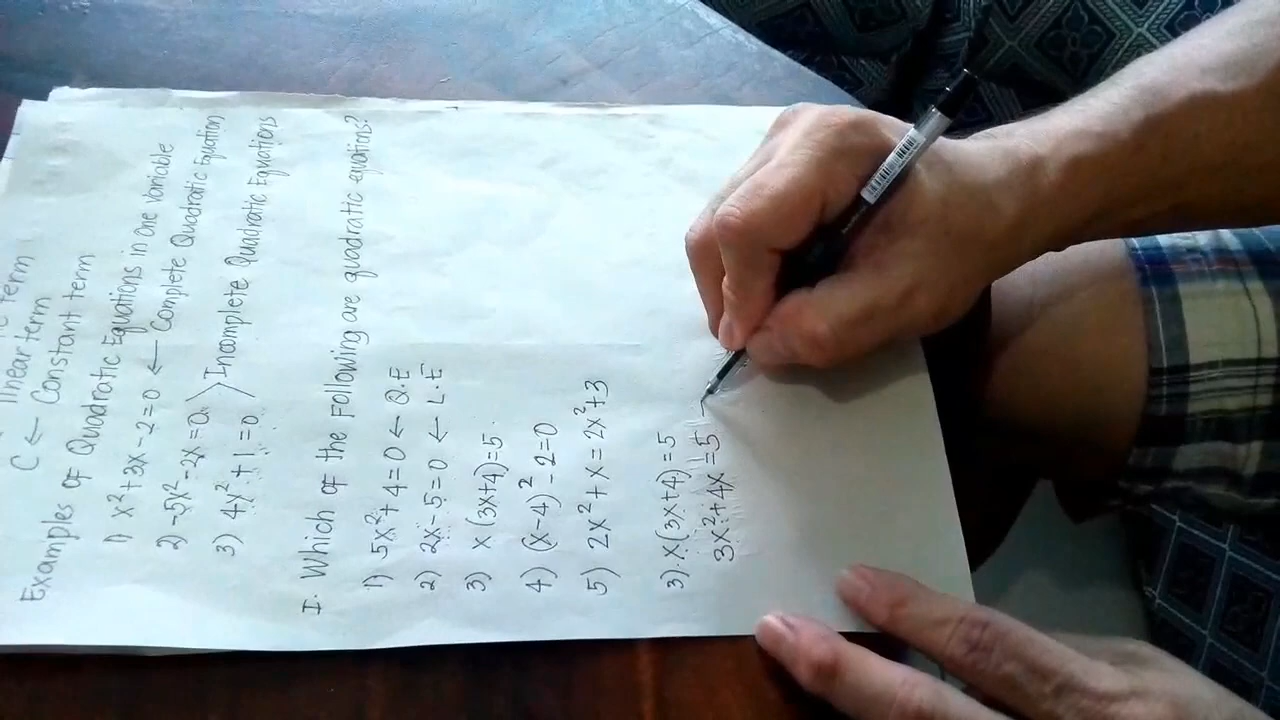 linear term
C ← Constant term
Examples of Quadratic Equations in one variable
1) x²+3x-2=0 ← Complete Quadratic Equation
2) -5x²-2x=0
3) 4y²+1=0 > Incomplete Quadratic Equations
I. Which of the Following are quadratic equations?
1) 5x²+4=0 ← Q.E
2) 2x-5=0 ← L.E
3) x(3x+4)=5
4) (x-4)²-2=0
5) 2x²+x=2x²+3
3) x(3x+4)=5
3x²+4x=5